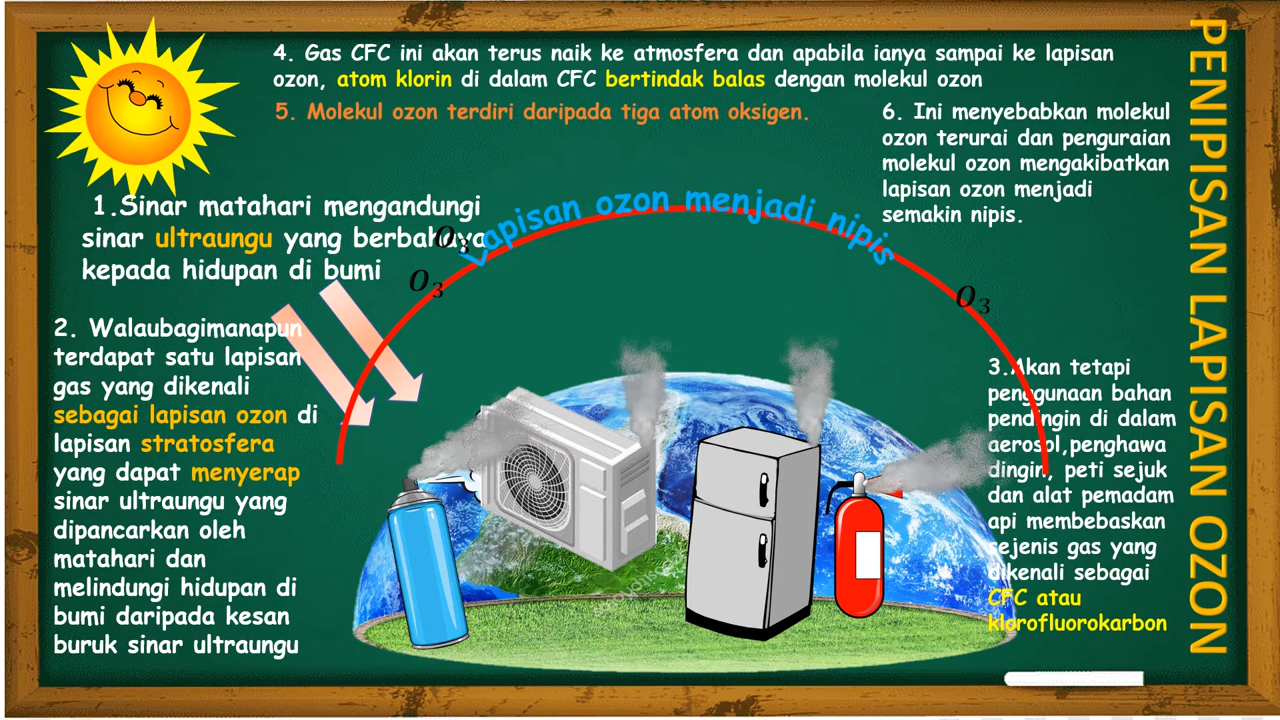 PENIPISAN LAPISAN OZON
4. Gas CFC ini akan terus naik ke atmosfera dan apabila ianya sampai ke lapisan
ozon, atom klorin di dalam CFC bertindak balas dengan molekul ozon
5. Molekul ozon terdiri daripada tiga atom oksigen.
6. Ini menyebabkan molekul
ozon terurai dan penguraian
molekul ozon mengakibatkan
lapisan ozon menjadi
semakin nipis.
1.Sinar matahari mengandungi
sinar ultraungu yang berbahaya
kepada hidupan di bumi
Lapisan ozon menjadi nipis
O₃
O₃
O₃
2. Walaubagimanapun
terdapat satu lapisan
gas yang dikenali
sebagai lapisan ozon di
lapisan stratosfera
yang dapat menyerap
sinar ultraungu yang
dipancarkan oleh
matahari dan
melindungi hidupan di
bumi daripada kesan
buruk sinar ultraungu
3.Akan tetapi
penggunaan bahan
pendingin di dalam
aerosol,penghawa
dingin, peti sejuk
dan alat pemadam
api membebaskan
sejenis gas yang
dikenali sebagai
CFC atau
klorofluorokarbon